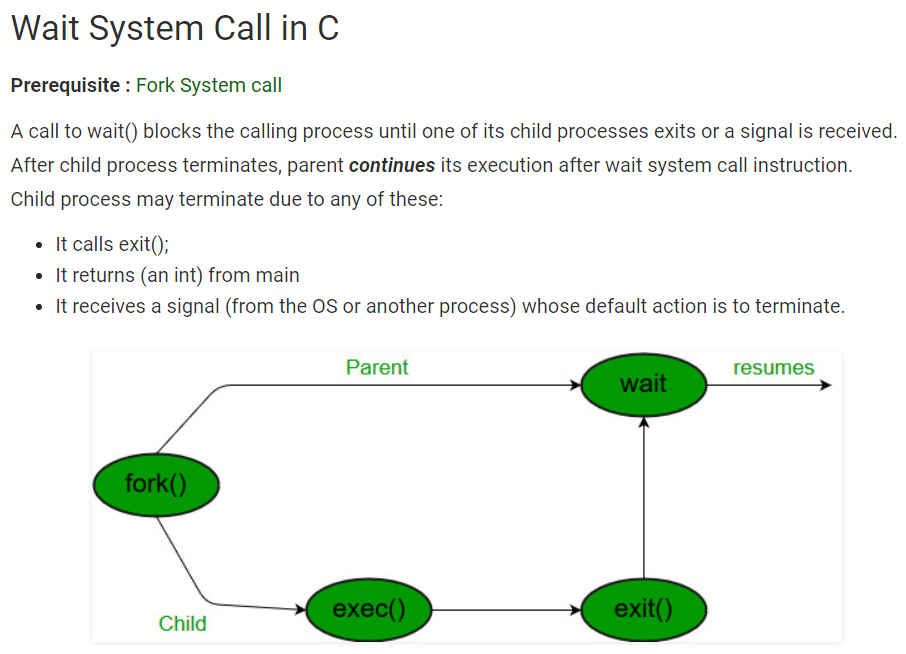 Wait System Call in C
Prerequisite : Fork System call
A call to wait() blocks the calling process until one of its child processes exits or a signal is received.
After child process terminates, parent continues its execution after wait system call instruction.
Child process may terminate due to any of these:
It calls exit();
It returns (an int) from main
It receives a signal (from the OS or another process) whose default action is to terminate.
Parent
wait
resumes
fork()
exec()
exit()
Child